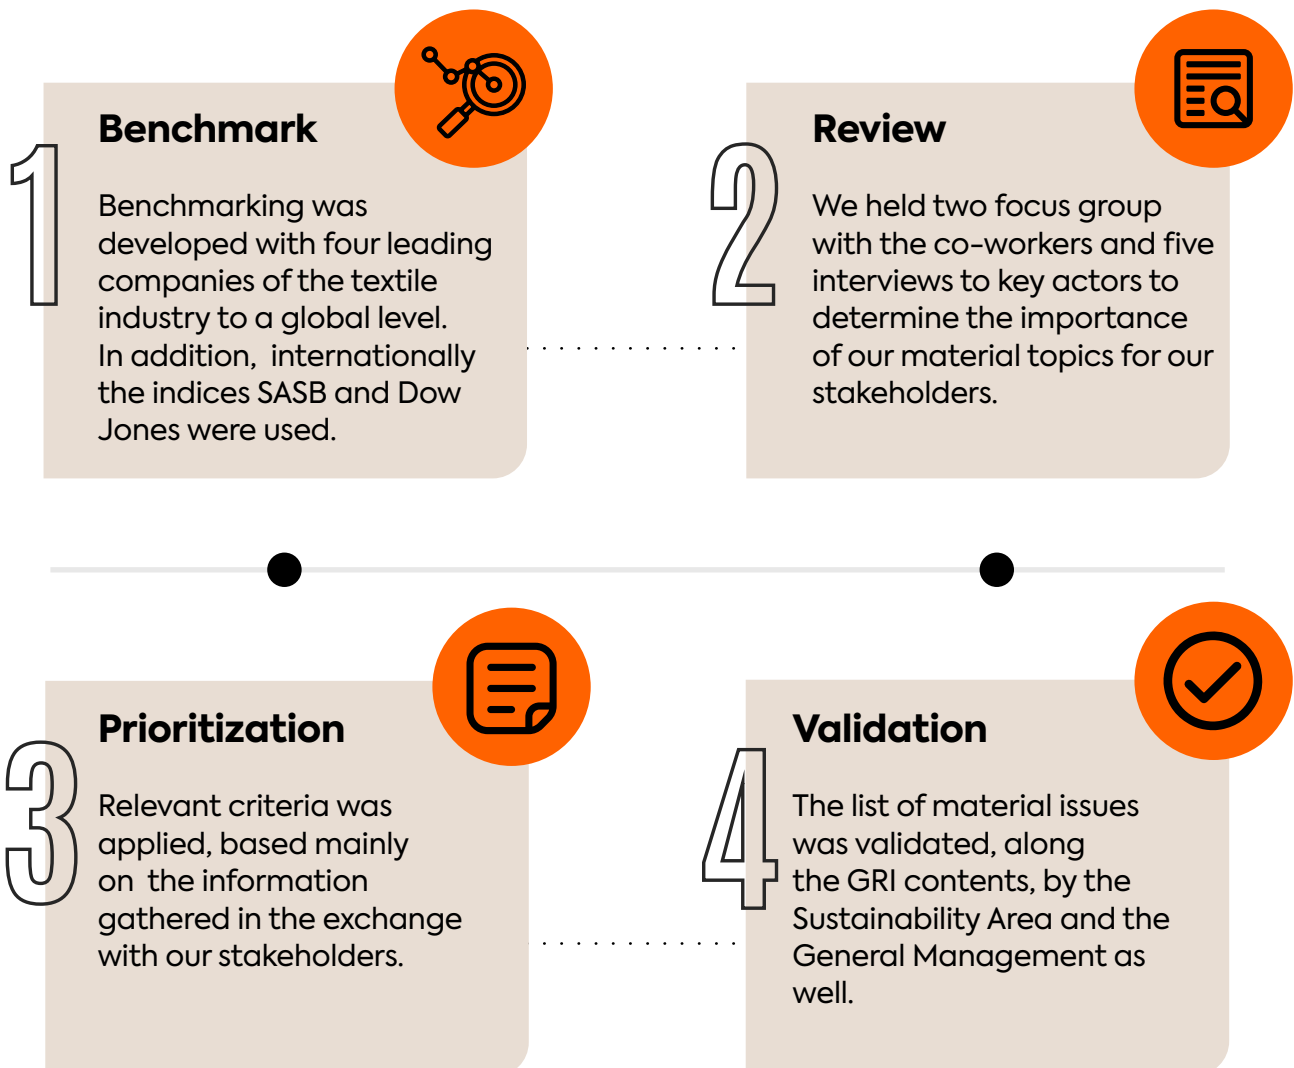 1
Benchmark
Benchmarking was
developed with four leading
companies of the textile
industry to a global level.
In addition,  internationally
the indices SASB and Dow
Jones were used.
2
Review
We held two focus group
with the co-workers and five
interviews to key actors to
determine the importance
of our material topics for our
stakeholders.
3
Prioritization
Relevant criteria was
applied, based mainly
on  the information
gathered in the exchange
with our stakeholders.
4
Validation
The list of material issues
was validated, along
the GRI contents, by the
Sustainability Area and the
General Management as
well.